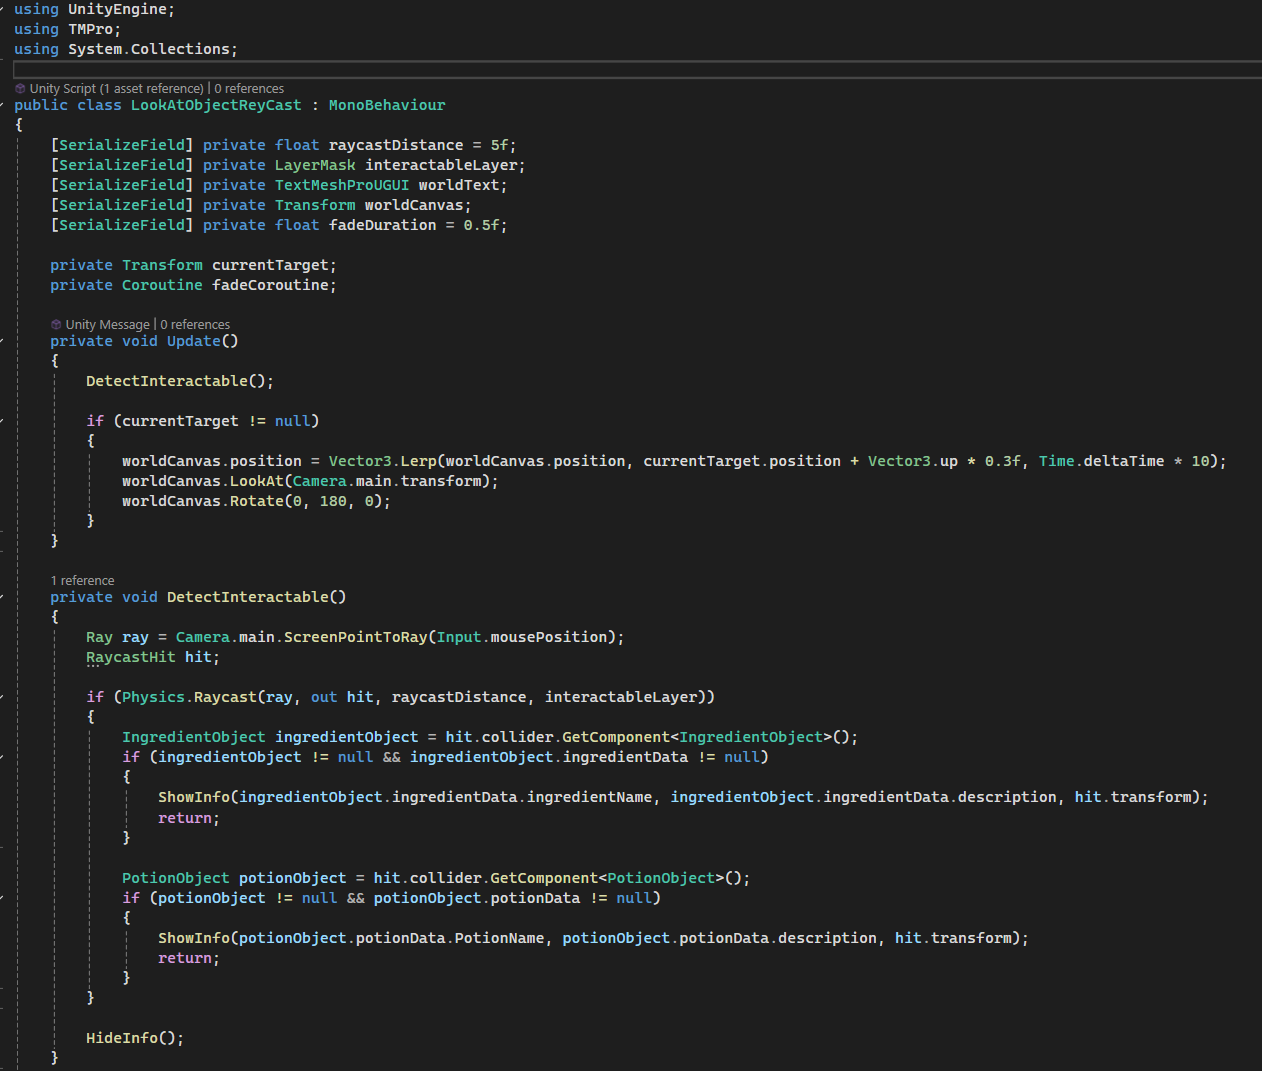 using UnityEngine;
using TMPro;
using System.Collections;
Unity Script (1 asset reference) | 0 references
public class LookAtObjectReyCast : MonoBehaviour
{
[SerializeField] private float raycastDistance = 5f;
[SerializeField] private LayerMask interactableLayer;
[SerializeField] private TextMeshProUGUI worldText;
[SerializeField] private Transform worldCanvas;
[SerializeField] private float fadeDuration = 0.5f;
private Transform currentTarget;
private Coroutine fadeCoroutine;
Unity Message | 0 references
private void Update()
{
DetectInteractable();
if (currentTarget != null)
{
worldCanvas.position = Vector3.Lerp(worldCanvas.position, currentTarget.position + Vector3.up * 0.3f, Time.deltaTime * 10);
worldCanvas.LookAt(Camera.main.transform);
worldCanvas.Rotate(0, 180, 0);
}
}
1 reference
private void DetectInteractable()
{
Ray ray = Camera.main.ScreenPointToRay(Input.mousePosition);
RaycastHit hit;
if (Physics.Raycast(ray, out hit, raycastDistance, interactableLayer))
{
IngredientObject ingredientObject = hit.collider.GetComponent<IngredientObject>();
if (ingredientObject != null && ingredientObject.ingredientData != null)
{
ShowInfo(ingredientObject.ingredientData.ingredientName, ingredientObject.ingredientData.description, hit.transform);
return;
}
PotionObject potionObject = hit.collider.GetComponent<PotionObject>();
if (potionObject != null && potionObject.potionData != null)
{
ShowInfo(potionObject.potionData.PotionName, potionObject.potionData.description, hit.transform);
return;
}
}
HideInfo();
}